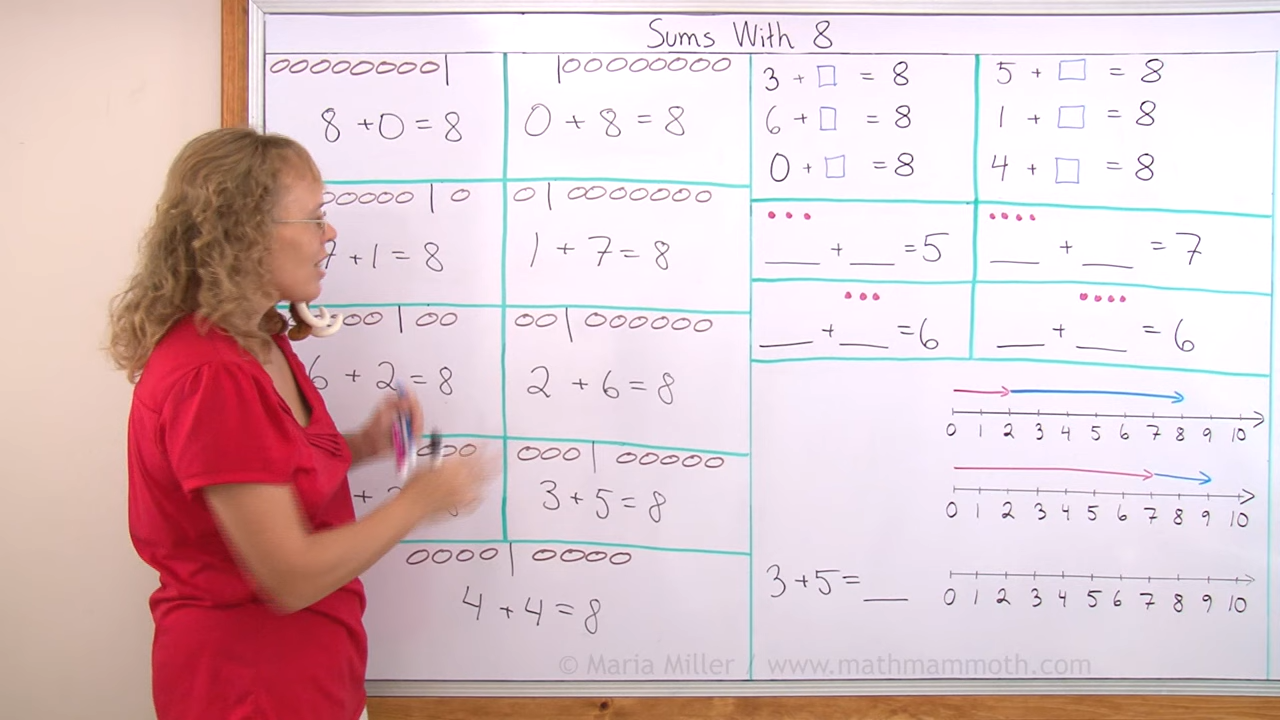 Sums With 8
8 + 0 = 8
0 + 8 = 8
7 + 1 = 8
1 + 7 = 8
6 + 2 = 8
2 + 6 = 8
3 + 5 = 8
4 + 4 = 8
3 + □ = 8
6 + □ = 8
0 + □ = 8
5 + □ = 8
1 + □ = 8
4 + □ = 8
___ + ___ = 5
___ + ___ = 7
___ + ___ = 6
___ + ___ = 6
0 1 2 3 4 5 6 7 8 9 10
0 1 2 3 4 5 6 7 8 9 10
3 + 5 = ___
0 1 2 3 4 5 6 7 8 9 10
© Maria Miller / www.mathmammoth.com